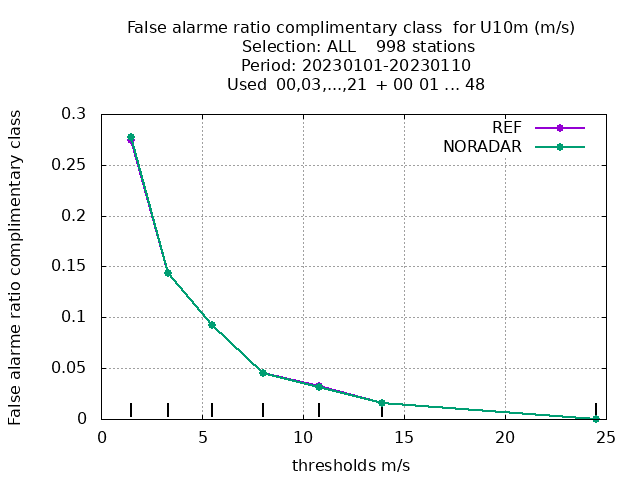 False alarme ratio complimentary class  for U10m (m/s)
Selection: ALL    998 stations
Period: 20230101-20230110
Used  00,03,...,21  + 00 01 ... 48
False alarme ratio complimentary class
0.3
0.25
0.2
0.15
0.1
0.05
0
REF
NORADAR
0 5 10 15 20 25
thresholds m/s